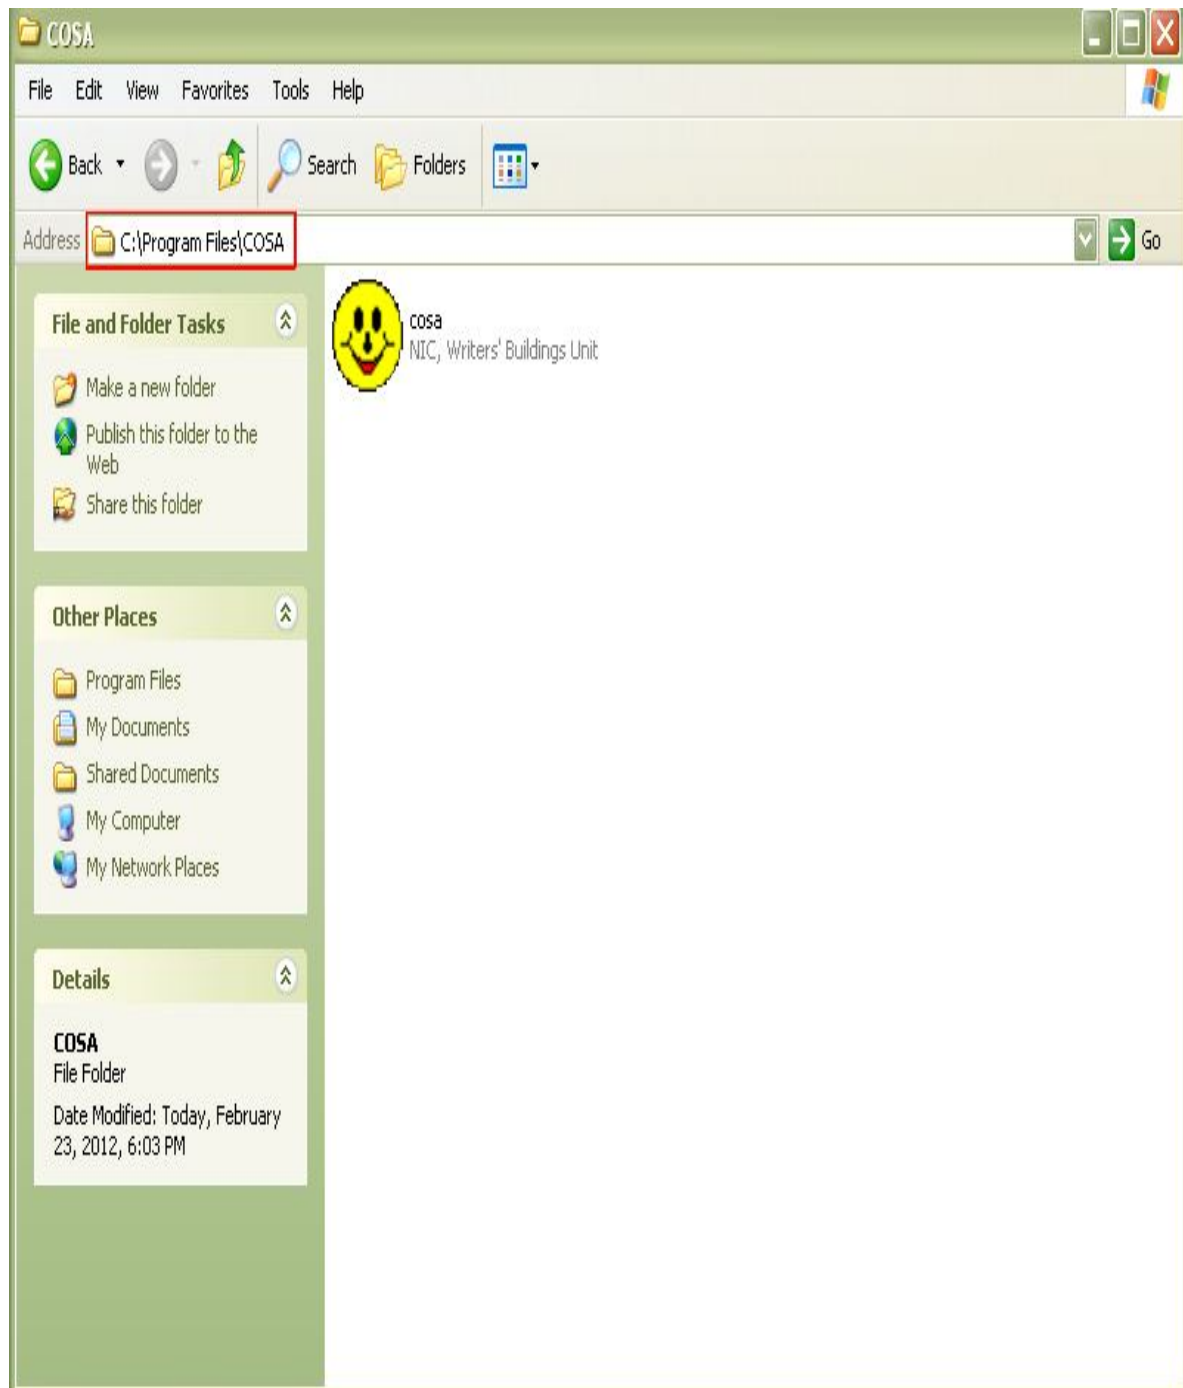 COSA
File Edit View Favorites Tools Help
Back Search Folders
Address C:\Program Files\COSA Go
File and Folder Tasks
Make a new folder
Publish this folder to the
Web
Share this folder
Other Places
Program Files
My Documents
Shared Documents
My Computer
My Network Places
Details
COSA
File Folder
Date Modified: Today, February
23, 2012, 6:03 PM
cosa
NIC, Writers' Buildings Unit